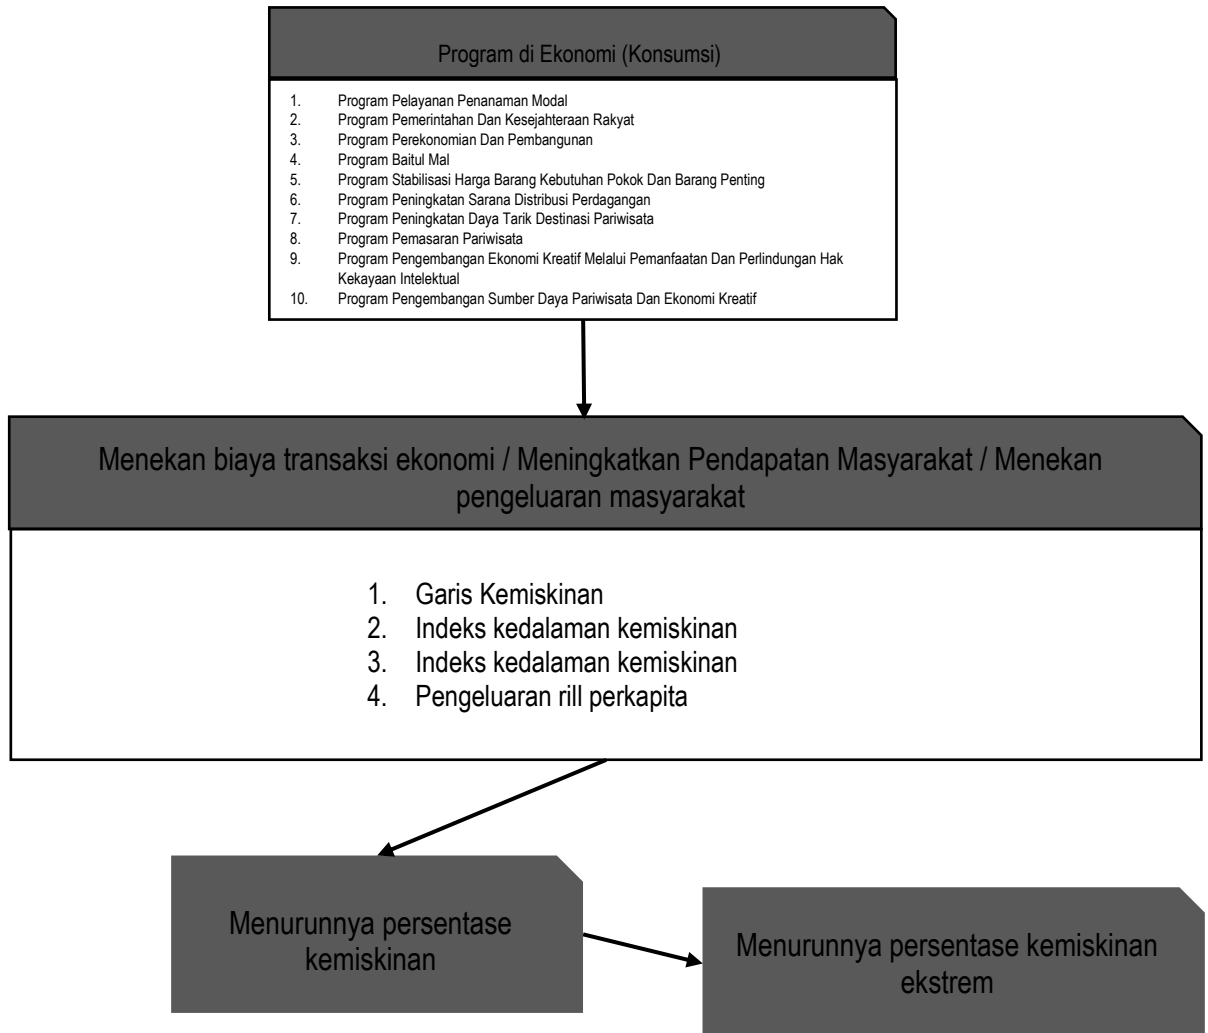 Program di Ekonomi (Konsumsi)
1. Program Pelayanan Penanaman Modal
2. Program Pemerintahan Dan Kesejahteraan Rakyat
3. Program Perekonomian Dan Pembangunan
4. Program Baitul Mal
5. Program Stabilisasi Harga Barang Kebutuhan Pokok Dan Barang Penting
6. Program Peningkatan Sarana Distribusi Perdagangan
7. Program Peningkatan Daya Tarik Destinasi Pariwisata
8. Program Pemasaran Pariwisata
9. Program Pengembangan Ekonomi Kreatif Melalui Pemanfaatan Dan Perlindungan Hak
Kekayaan Intelektual
10. Program Pengembangan Sumber Daya Pariwisata Dan Ekonomi Kreatif
Menekan biaya transaksi ekonomi / Meningkatkan Pendapatan Masyarakat / Menekan
pengeluaran masyarakat
1. Garis Kemiskinan
2. Indeks kedalaman kemiskinan
3. Indeks kedalaman kemiskinan
4. Pengeluaran rill perkapita
Menurunnya persentase
kemiskinan
Menurunnya persentase kemiskinan
ekstrem